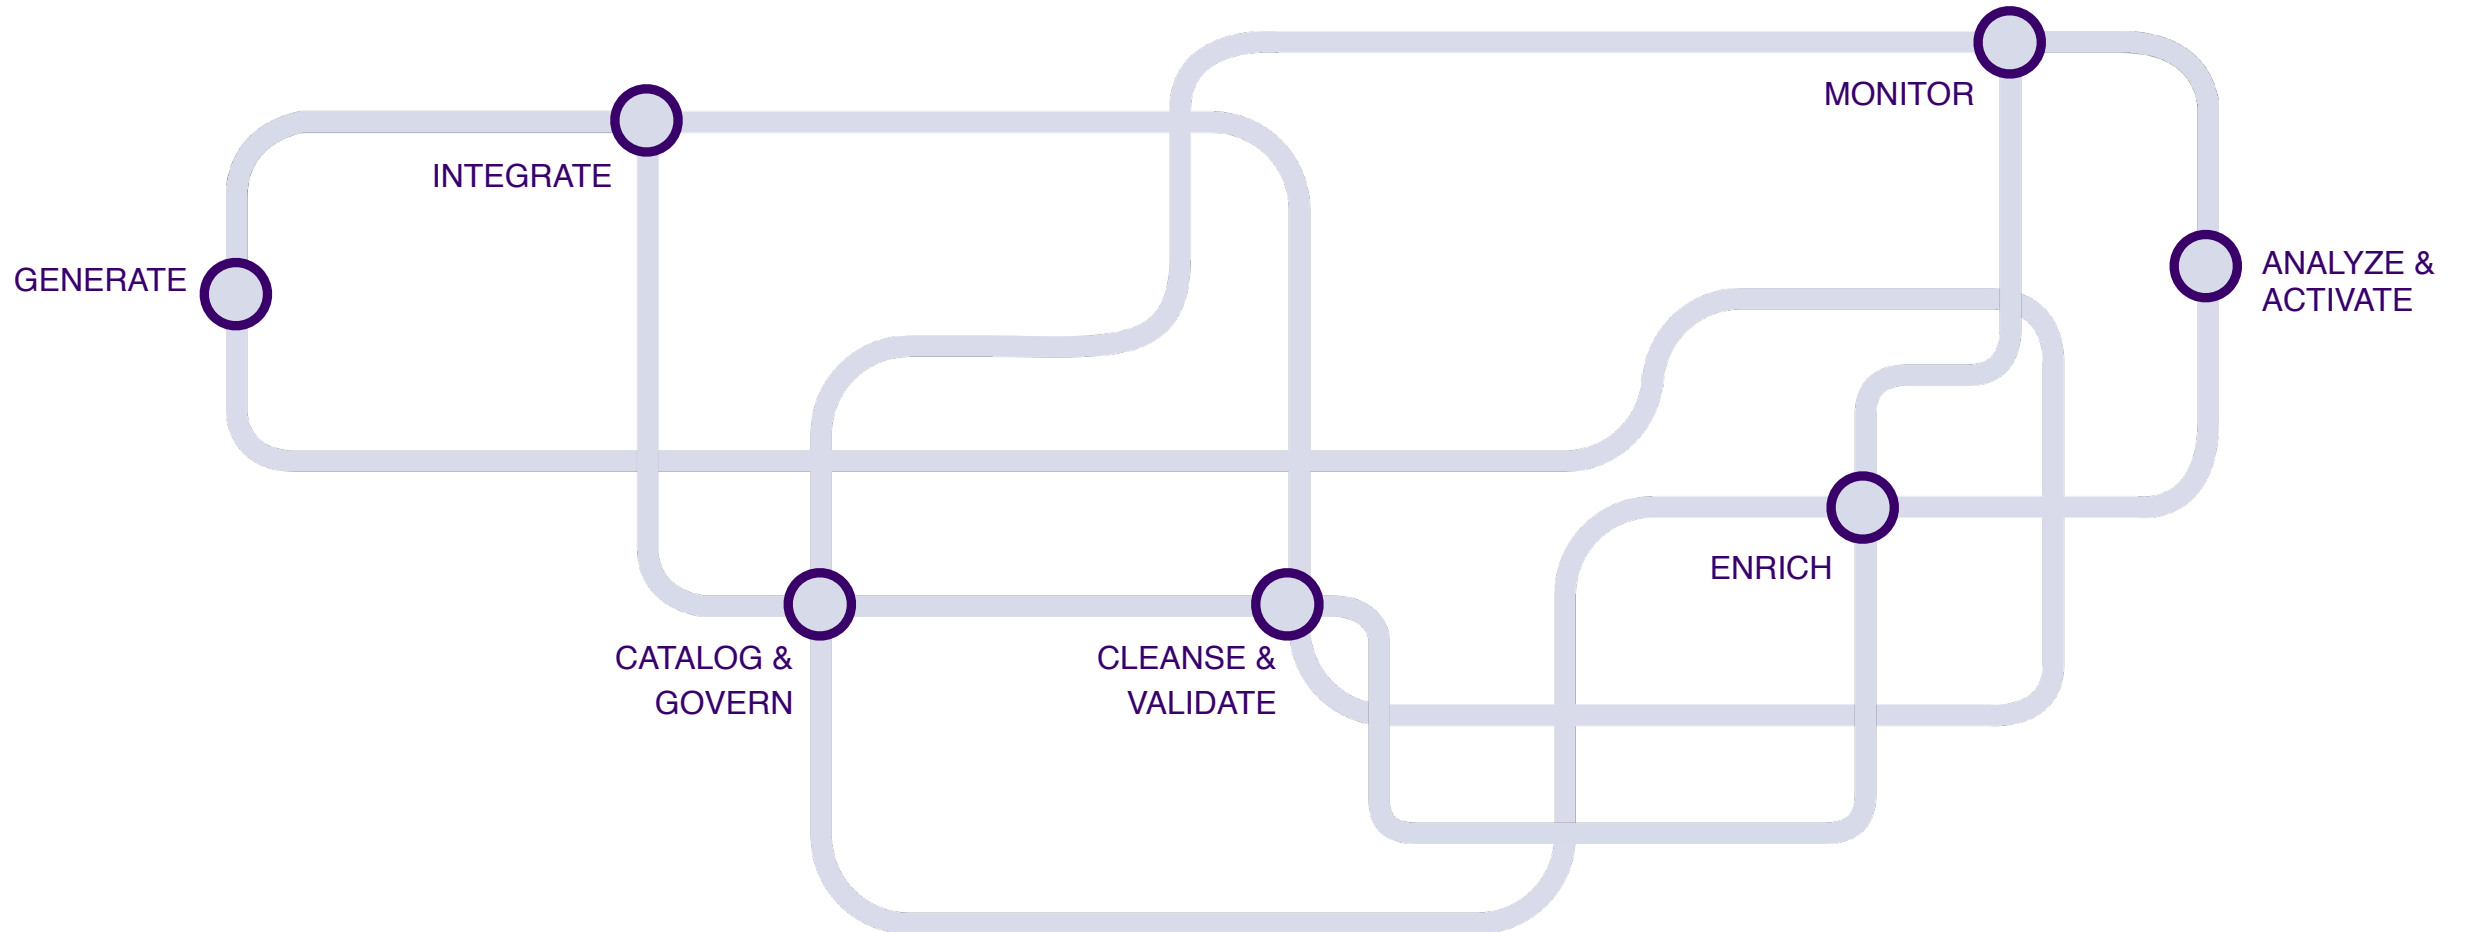 MONITOR
INTEGRATE
GENERATE
ANALYZE &
ACTIVATE
ENRICH
CATALOG &
GOVERN
CLEANSE &
VALIDATE